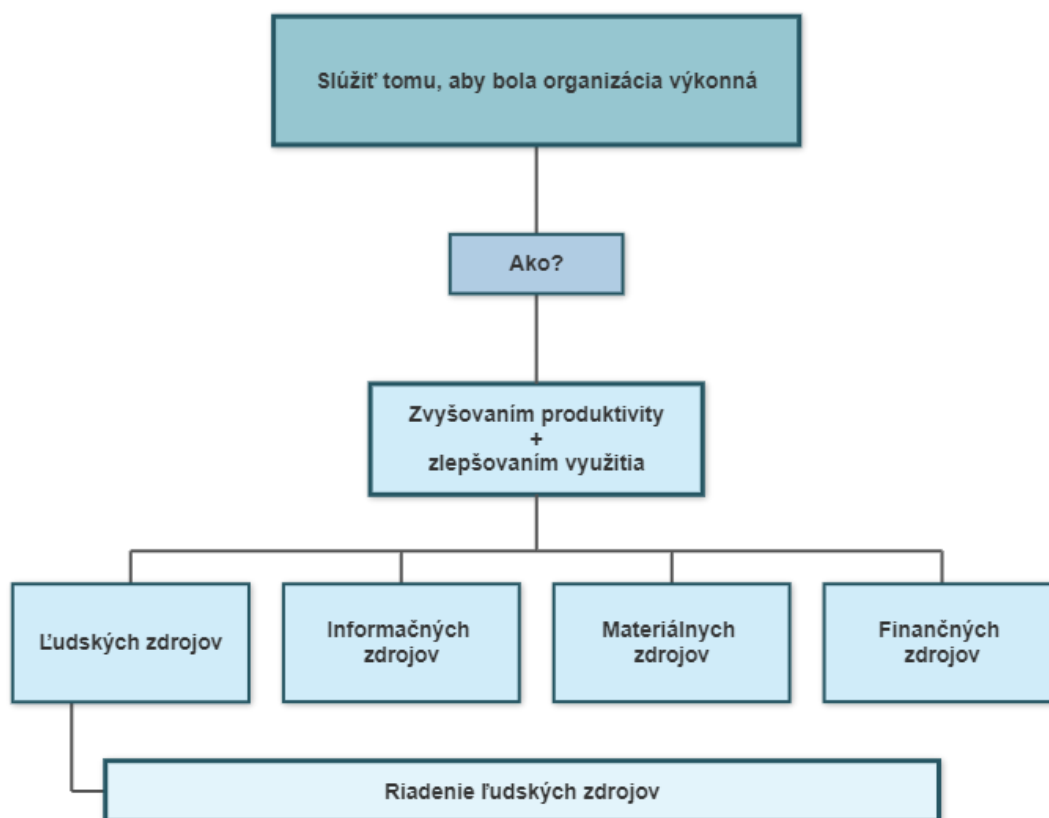 Slúžiť tomu, aby bola organizácia výkonná
Ako?
Zvyšovaním produktivity
+
zlepšovaním využitia
Ľudských zdrojov
Informačných
zdrojov
Materiálnych
zdrojov
Finančných
zdrojov
Riadenie ľudských zdrojov